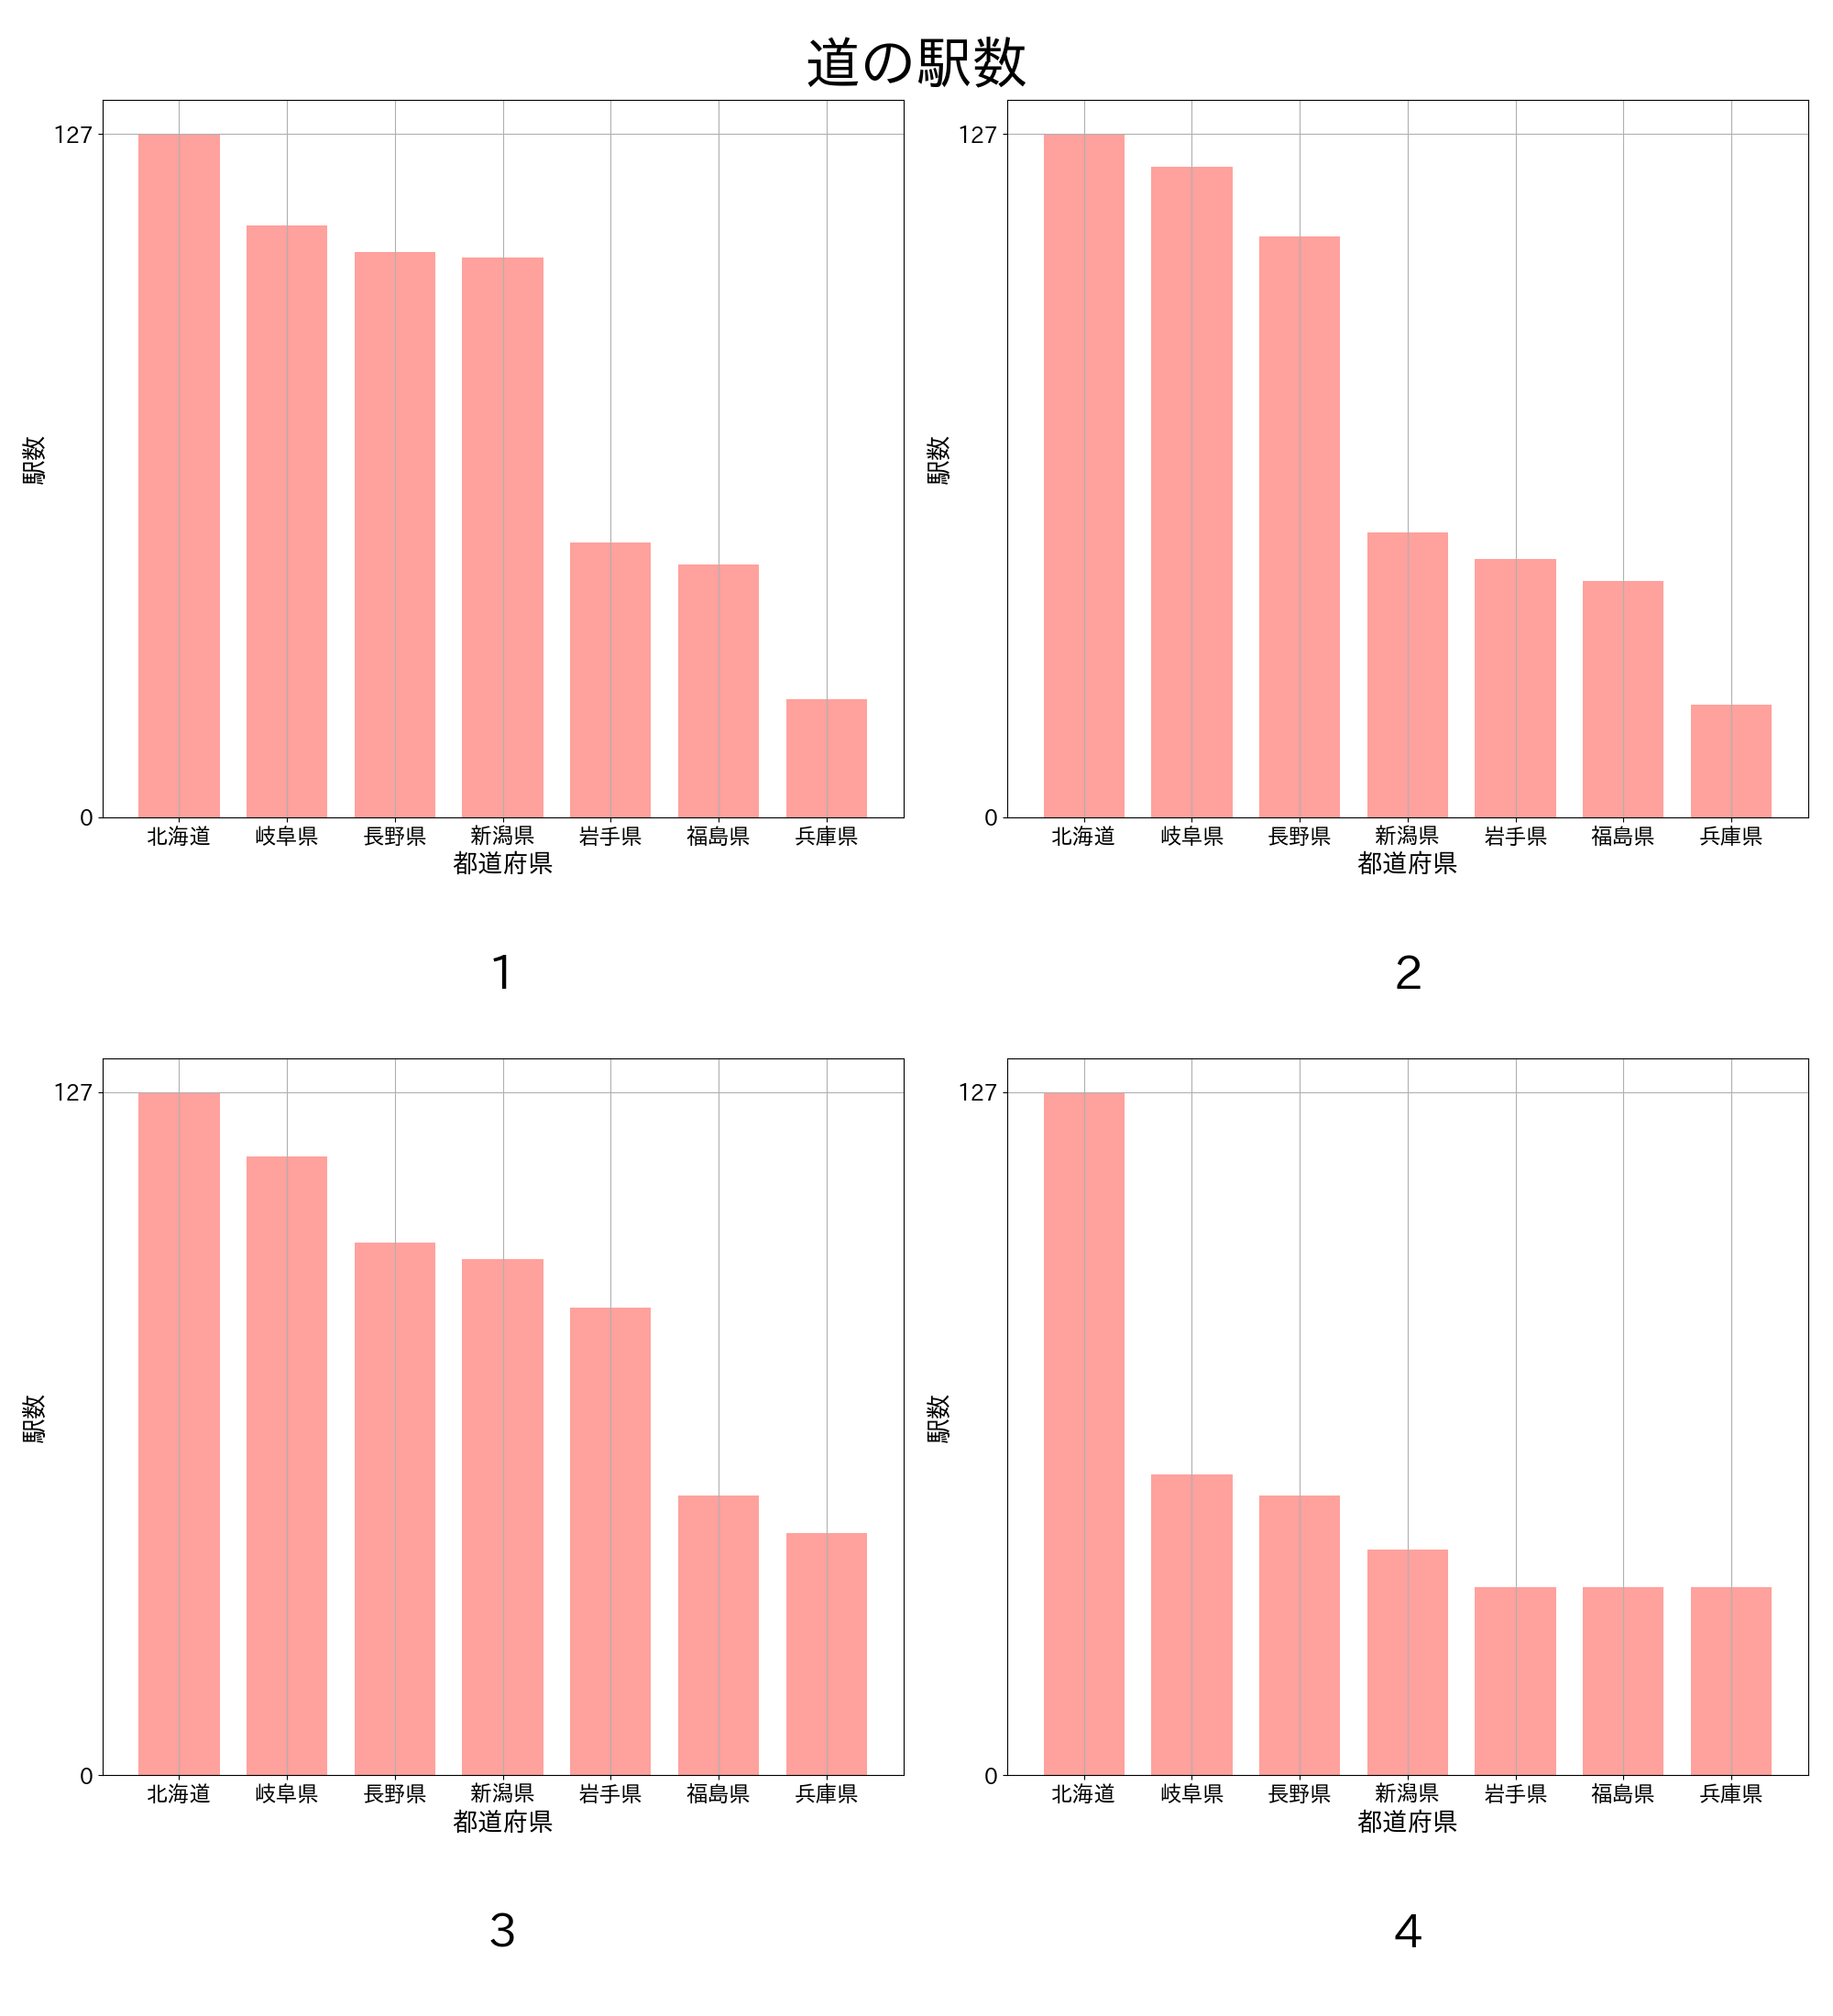 道の駅数
127
駅数
0
北海道 岐阜県 長野県 新潟県 岩手県 福島県 兵庫県
都道府県
1
127
駅数
0
北海道 岐阜県 長野県 新潟県 岩手県 福島県 兵庫県
都道府県
2
127
駅数
0
北海道 岐阜県 長野県 新潟県 岩手県 福島県 兵庫県
都道府県
3
127
駅数
0
北海道 岐阜県 長野県 新潟県 岩手県 福島県 兵庫県
都道府県
4